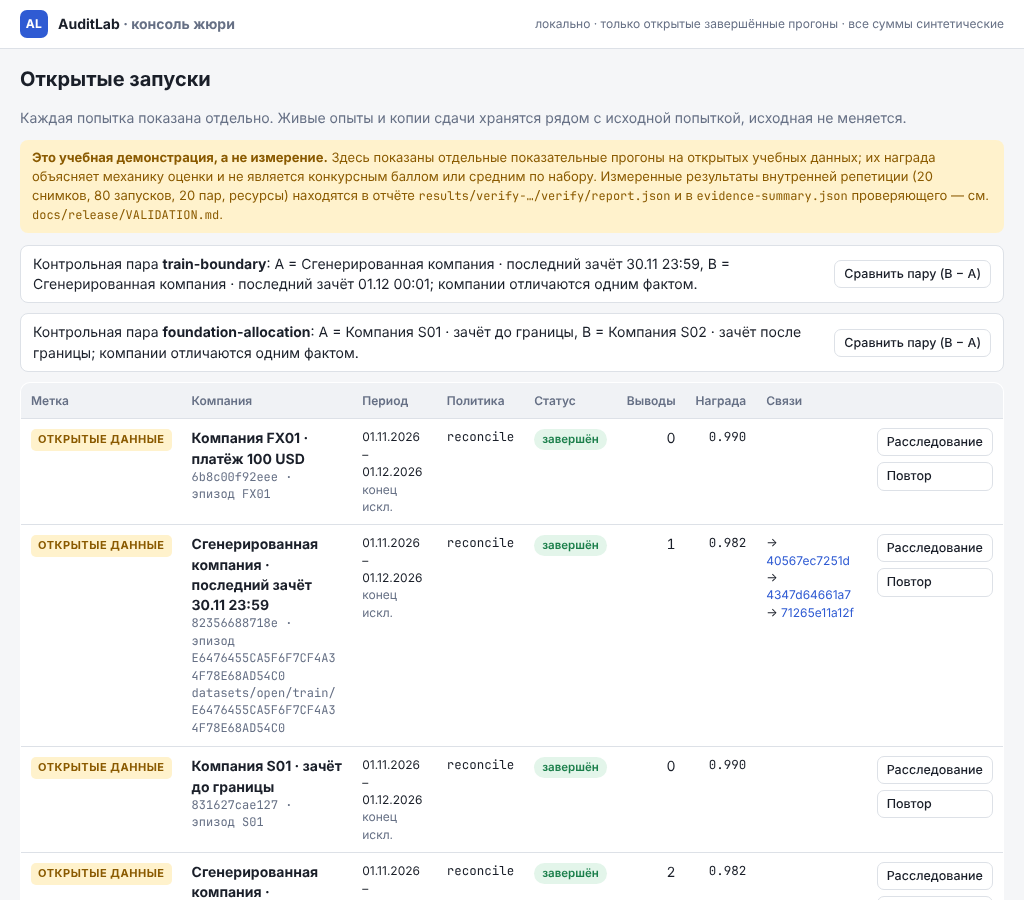 AL AuditLab · консоль жюри
локально · только открытые завершённые прогоны · все суммы синтетические
Открытые запуски
Каждая попытка показана отдельно. Живые опыты и копии сдачи хранятся рядом с исходной попыткой, исходная не меняется.
Это учебная демонстрация, а не измерение. Здесь показаны отдельные показательные прогоны на открытых учебных данных; их награда
объясняет механику оценки и не является конкурсным баллом или средним по набору. Измеренные результаты внутренней репетиции (20
снимков, 80 запусков, 20 пар, ресурсы) находятся в отчёте results/verify-…/verify/report.json и в evidence-summary.json проверяющего — см.
docs/release/VALIDATION.md.
Контрольная пара train-boundary: A = Сгенерированная компания · последний зачёт 30.11 23:59, B =
Сгенерированная компания · последний зачёт 01.12 00:01; компании отличаются одним фактом.
Сравнить пару (B − A)
Контрольная пара foundation-allocation: A = Компания S01 · зачёт до границы, B = Компания S02 · зачёт после
границы; компании отличаются одним фактом.
Сравнить пару (B − A)
Метка Компания Период Политика Статус Выводы Награда Связи
ОТКРЫТЫЕ ДАННЫЕ
Компания FX01 ·
платёж 100 USD
6b8c00f92eee ·
эпизод FX01
01.11.2026
–
01.12.2026
конец
искл.
reconcile
завершён
0
0.990
Расследование
Повтор
ОТКРЫТЫЕ ДАННЫЕ
Сгенерированная
компания ·
последний зачёт
30.11 23:59
82356688718e ·
эпизод
E6476455CA5F6F7CF4A3
4F78E68AD54C0
datasets/open/train/
E6476455CA5F6F7CF4A3
4F78E68AD54C0
01.11.2026
–
01.12.2026
конец
искл.
reconcile
завершён
1
0.982
→
40567ec7251d
→
4347d64661a7
→ 71265e11a12f
Расследование
Повтор
ОТКРЫТЫЕ ДАННЫЕ
Компания S01 · зачёт
до границы
831627cae127 ·
эпизод S01
01.11.2026
–
01.12.2026
конец
искл.
reconcile
завершён
0
0.990
Расследование
Повтор
ОТКРЫТЫЕ ДАННЫЕ
Сгенерированная
компания ·
01.11.2026
–
reconcile
завершён
2
0.982
Расследование